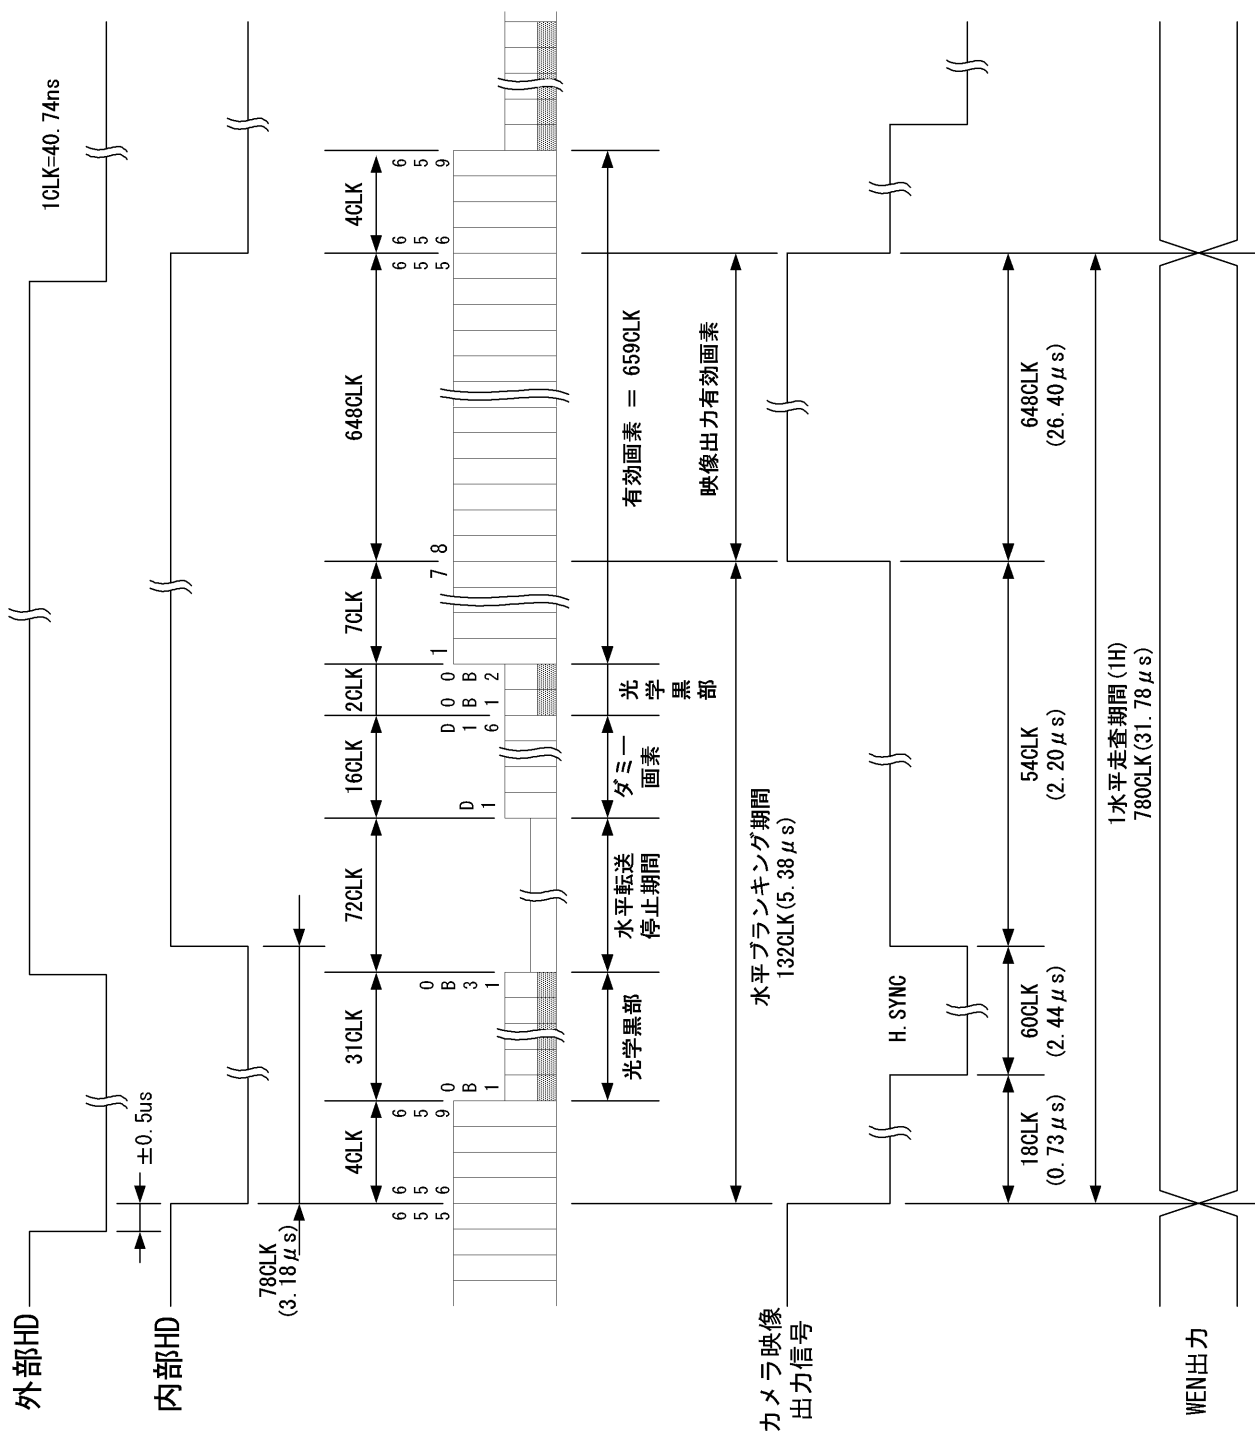 外部HD
±0.5us
1CLK=40.74ns
内部HD
78CLK
(3.18μs)
4CLK
31CLK
72CLK
16CLK
2CLK
7CLK
648CLK
4CLK
655
656
659
OB1
OB31
D1
D16
OB1
OB2
1
7
8
655
656
659
光学黒部
水平転送
停止期間
ダミー
画素
光学
黒部
有効画素 = 659CLK
水平ブランキング期間
132CLK(5.38μs)
映像出力有効画素
カメラ映像
出力信号
H.SYNC
18CLK
(0.73μs)
60CLK
(2.44μs)
54CLK
(2.20μs)
648CLK
(26.40μs)
1水平走査期間(1H)
780CLK(31.78μs)
WEN出力